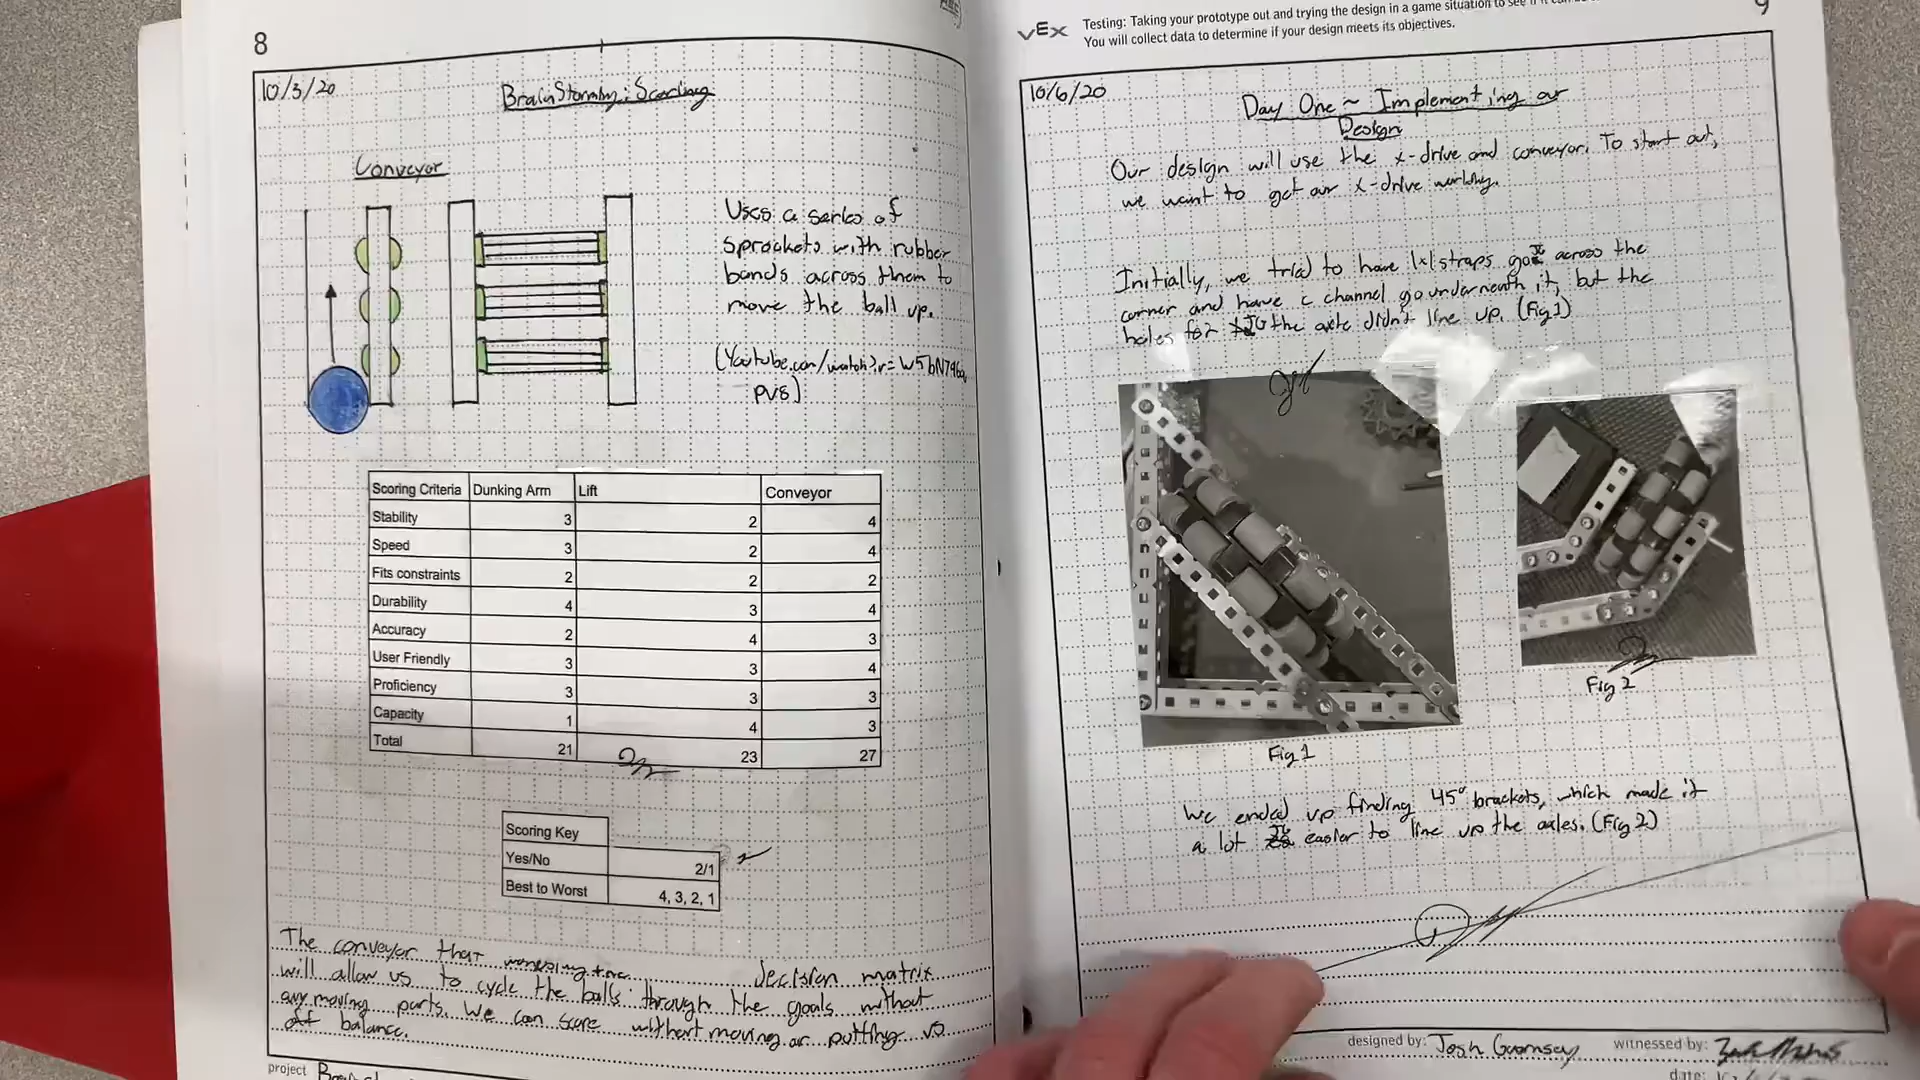 8
10/3/20
BrainStorming: Scoring
Conveyor
Uses a series of
sprockets with rubber
bands across them to
move the ball up.
(Youtube.com/watch?v=
pvs)
Scoring Criteria Dunking Arm Lift Conveyor
Stability 3 2 4
Speed 3 2 4
Fits constraints 2 2 2
Durability 4 3 4
Accuracy 2 4 3
User Friendly 3 3 4
Proficiency 3 3 3
Capacity 1 4 3
Total 21 23 27
Scoring Key
Yes/No 2/1
Best to Worst 4, 3, 2, 1
The conveyor that decision matrix
will allow us to cycle the balls through the goals without
any moving parts. We can score without moving or putting us
off balance.
project
VEX
Testing: Taking your prototype out and trying the design in a game situation to see if it can
You will collect data to determine if your design meets its objectives.
9
10/6/20
Day One ~ Implementing our
Design
Our design will use the x-drive and conveyor. To start out,
we want to get our x-drive working.
Initially, we tried to have 1x1 straps go across the
corner and have c channel go underneath it, but the
holes for the axle didn't line up. (Fig 1)
Fig 1
Fig 2
We ended up finding 45° brackets, which made it
a lot easier to line up the axles. (Fig 2)
designed by: Josh Guernsey witnessed by:
date: